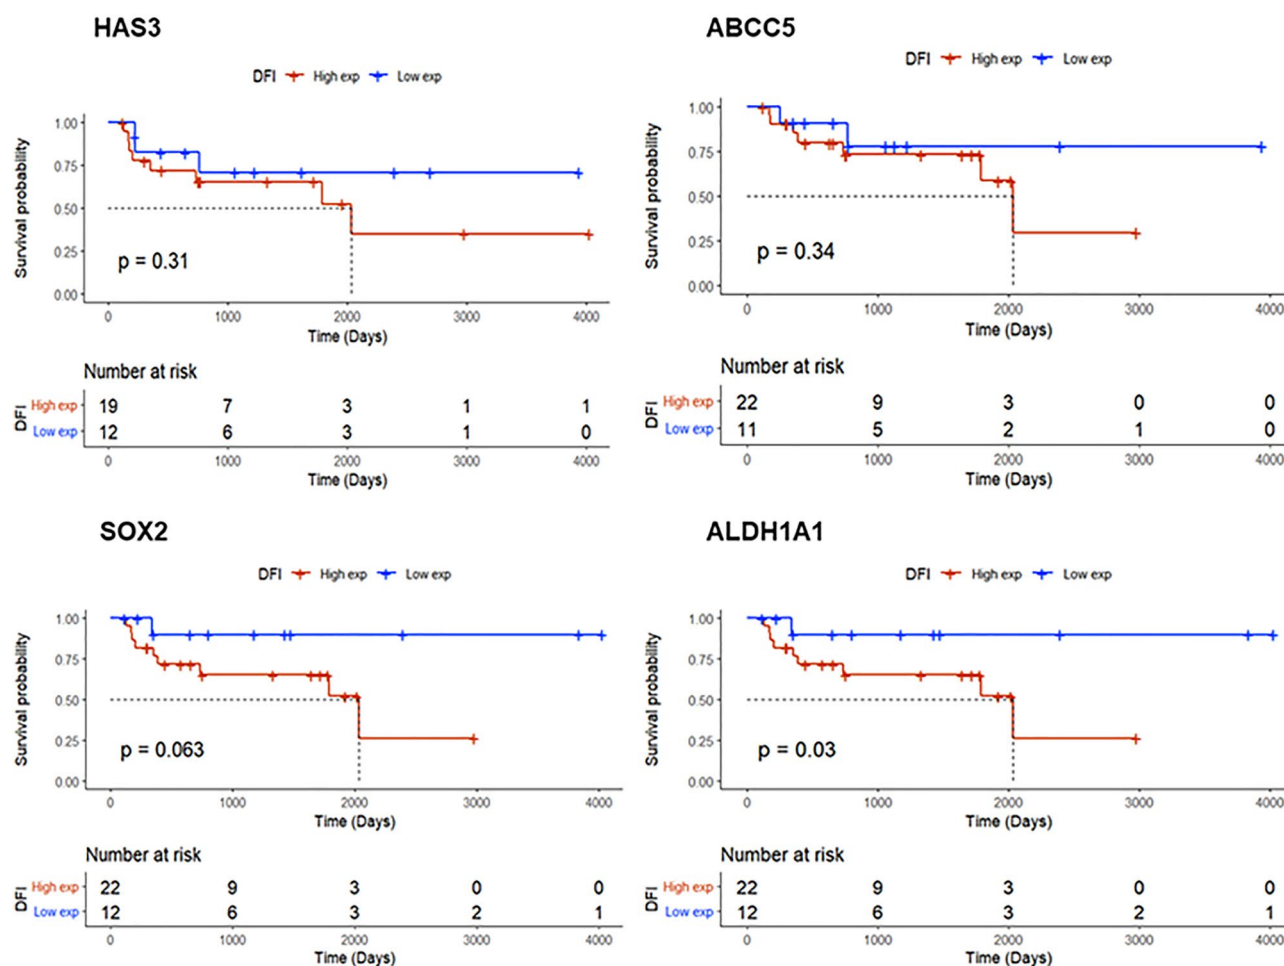 HAS3
DFI High exp Low exp
Survival probability
1.00
0.75
0.50
0.25
0.00
p = 0.31
0 1000 2000 3000 4000
Time (Days)
Number at risk
DFI
High exp 19 7 3 1 1
Low exp 12 6 3 1 0
0 1000 2000 3000 4000
Time (Days)
ABCC5
DFI High exp Low exp
Survival probability
1.00
0.75
0.50
0.25
0.00
p = 0.34
0 1000 2000 3000 4000
Time (Days)
Number at risk
DFI
High exp 22 9 3 0 0
Low exp 11 5 2 1 0
0 1000 2000 3000 4000
Time (Days)
SOX2
DFI High exp Low exp
Survival probability
1.00
0.75
0.50
0.25
0.00
p = 0.063
0 1000 2000 3000 4000
Time (Days)
Number at risk
DFI
High exp 22 9 3 0 0
Low exp 12 6 3 2 1
0 1000 2000 3000 4000
Time (Days)
ALDH1A1
DFI High exp Low exp
Survival probability
1.00
0.75
0.50
0.25
0.00
p = 0.03
0 1000 2000 3000 4000
Time (Days)
Number at risk
DFI
High exp 22 9 3 0 0
Low exp 12 6 3 2 1
0 1000 2000 3000 4000
Time (Days)